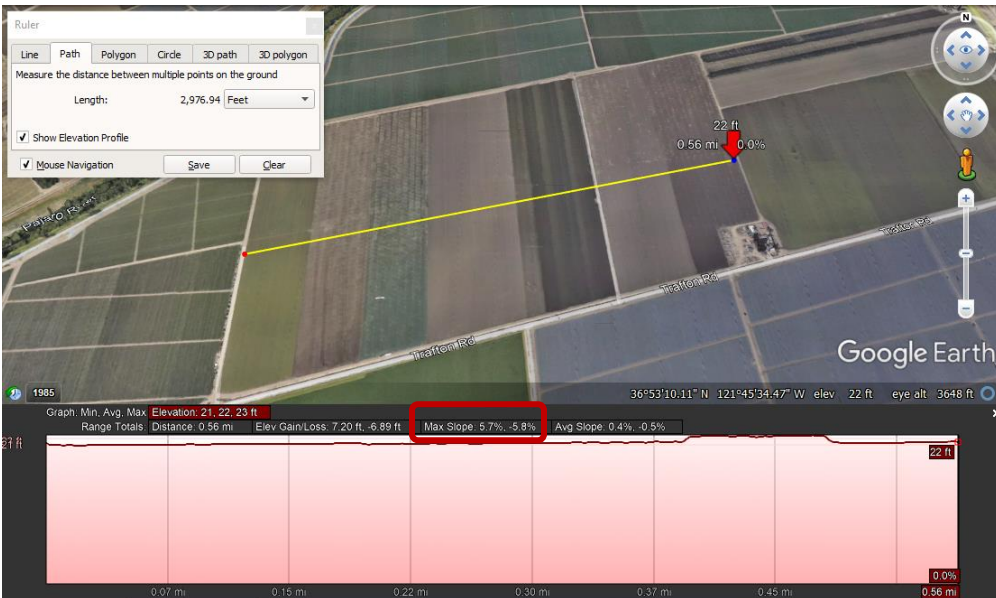 Ruler
Line Path Polygon Circle 3D path 3D polygon
Measure the distance between multiple points on the ground
Length: 2,976.94 Feet
Show Elevation Profile
Mouse Navigation Save Clear
N
22 ft
0.56 mi 0.0%
Pajaro River
Trafton Rd
Trafton Rd
Trafton Rd
Google Earth
1985
36°53'10.11" N 121°45'34.47" W elev 22 ft eye alt 3648 ft
Graph: Min, Avg, Max Elevation: 21, 22, 23 ft
Range Totals: Distance: 0.56 mi Elev Gain/Loss: 7.20 ft, -6.89 ft Max Slope: 5.7%, -5.8% Avg Slope: 0.4%, -0.5%
22 ft
0.0%
0.07 mi 0.15 mi 0.22 mi 0.30 mi 0.37 mi 0.45 mi 0.56 mi